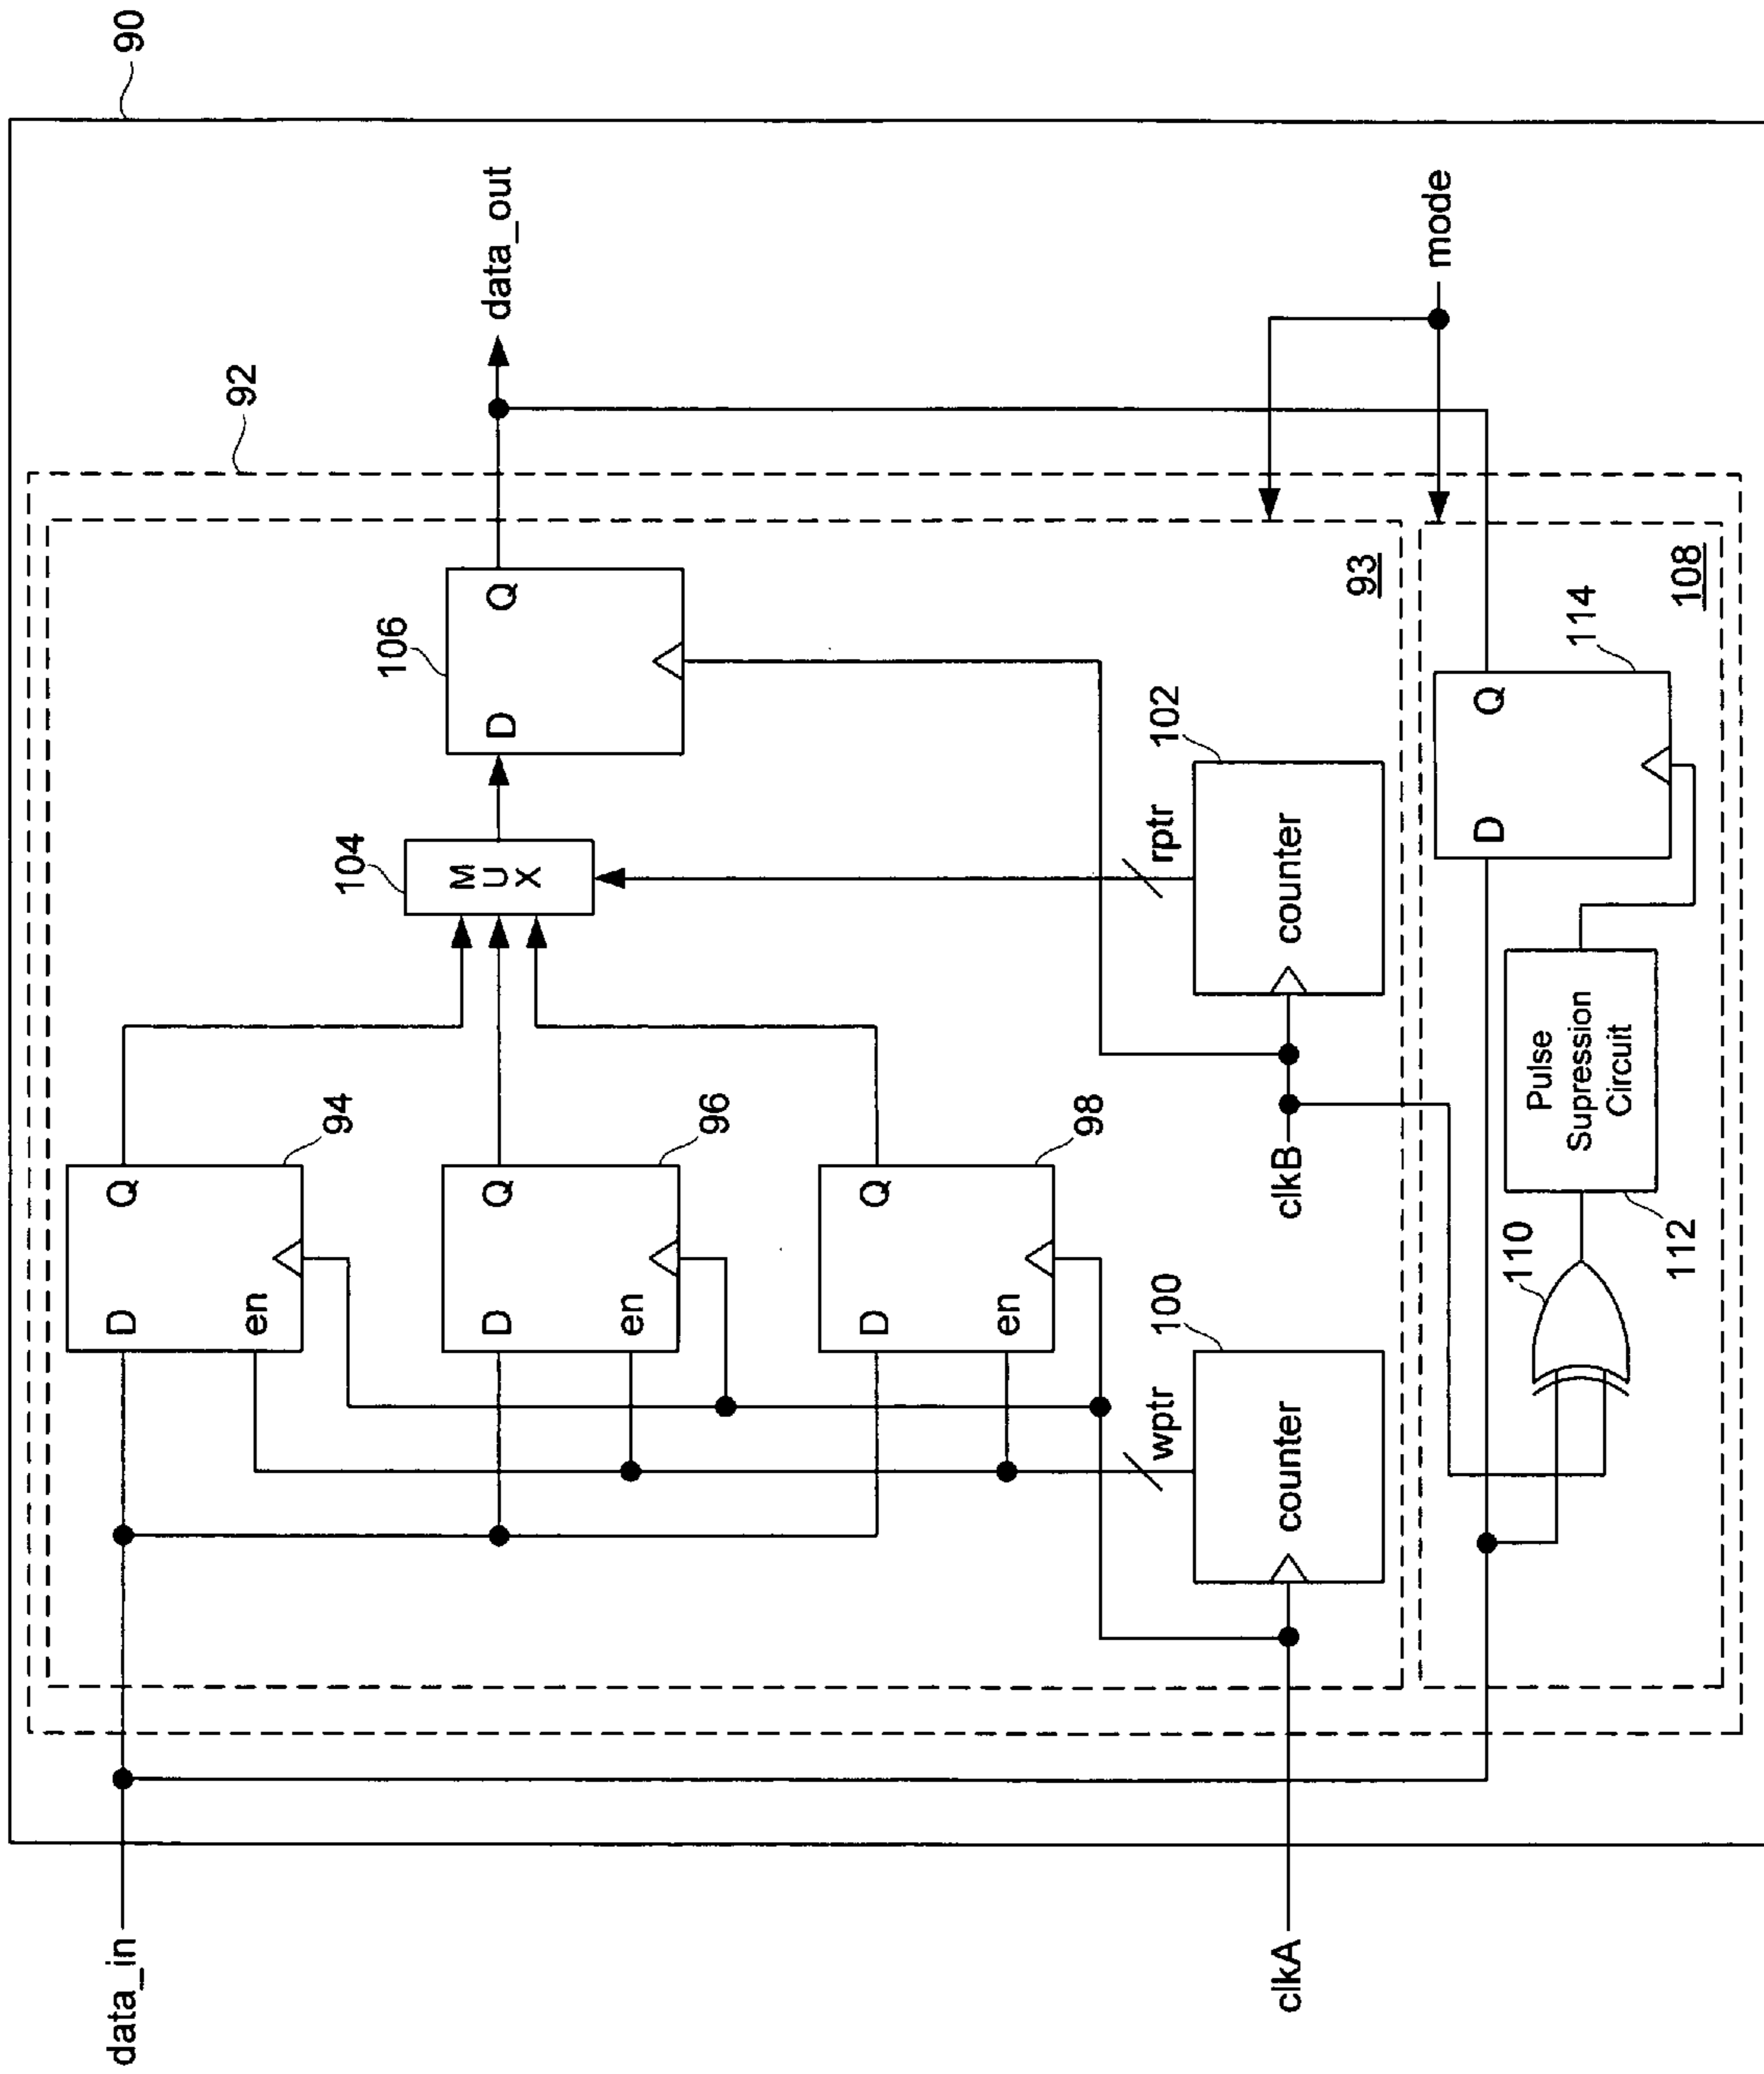 90
92
data_in
D
Q
en
94
D
Q
en
96
D
Q
en
98
104
M
U
X
106
D
Q
data_out
wptr
100
counter
clkA
clkB
rptr
102
counter
93
mode
110
112
Pulse
Supression
Circuit
D
Q
114
108